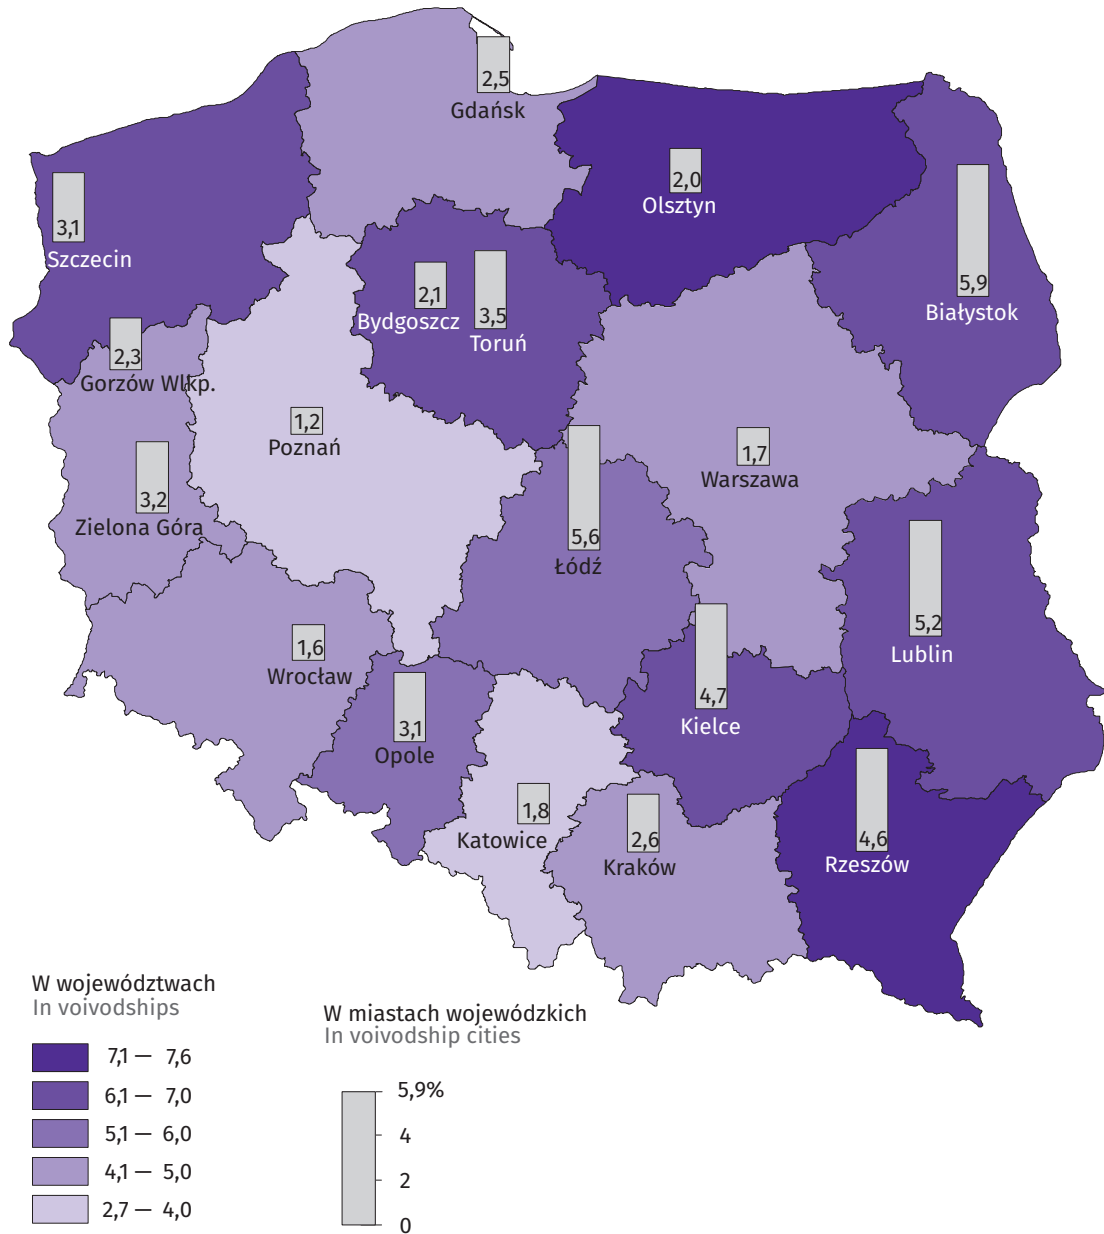 2,5
Gdańsk
2,0
Olsztyn
5,9
Białystok
3,1
Szczecin
2,1
Bydgoszcz
3,5
Toruń
2,3
Gorzów Wlkp.
1,2
Poznań
1,7
Warszawa
3,2
Zielona Góra
5,6
Łódź
5,2
Lublin
1,6
Wrocław
4,7
Kielce
3,1
Opole
1,8
Katowice
2,6
Kraków
4,6
Rzeszów
W województwach
In voivodships
7,1 — 7,6
6,1 — 7,0
5,1 — 6,0
4,1 — 5,0
2,7 — 4,0
W miastach wojewódzkich
In voivodship cities
5,9%
4
2
0